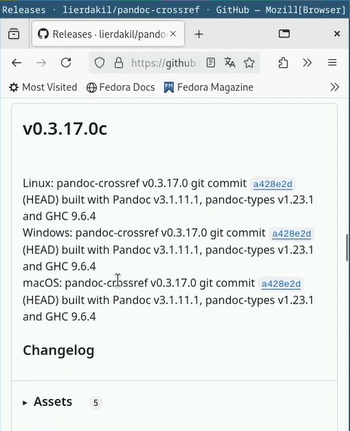 Releases · lierdakil/pandoc-crossref · GitHub — Mozill[Browser]
Releases · lierdakil/pando
https://github.
Most Visited Fedora Docs Fedora Magazine
v0.3.17.0c
Linux: pandoc-crossref v0.3.17.0 git commit a428e2d
(HEAD) built with Pandoc v3.1.11.1, pandoc-types v1.23.1
and GHC 9.6.4
Windows: pandoc-crossref v0.3.17.0 git commit a428e2d
(HEAD) built with Pandoc v3.1.11.1, pandoc-types v1.23.1
and GHC 9.6.4
macOS: pandoc-crossref v0.3.17.0 git commit a428e2d
(HEAD) built with Pandoc v3.1.11.1, pandoc-types v1.23.1
and GHC 9.6.4
Changelog
Assets 5